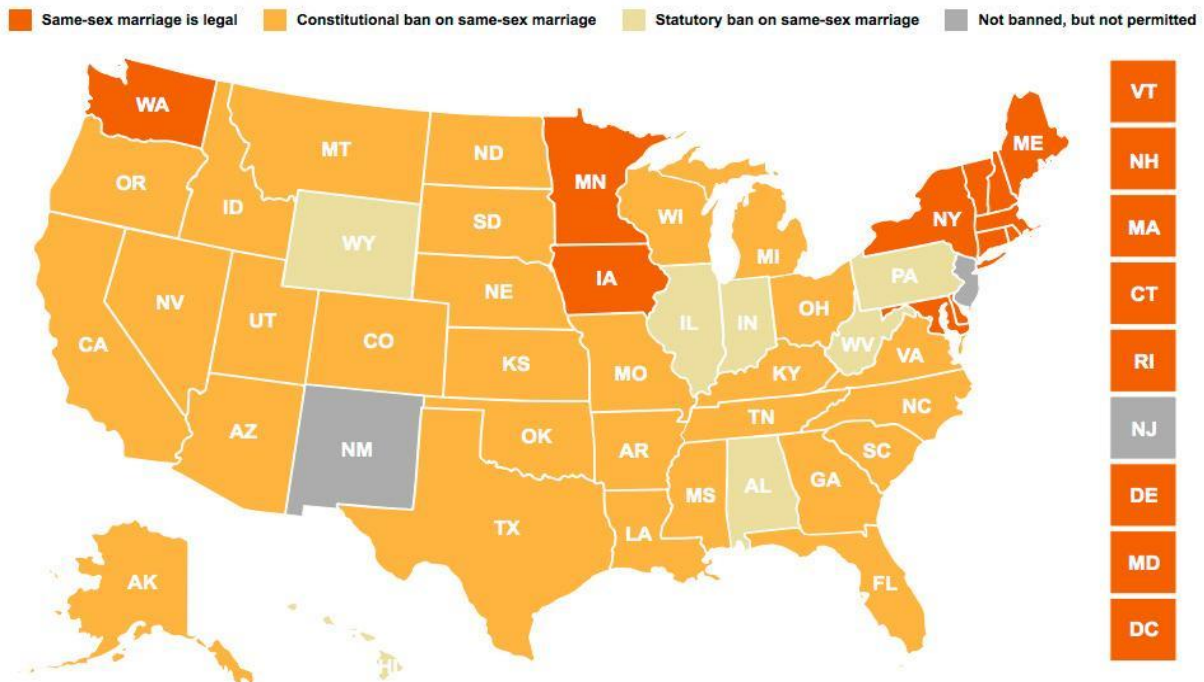 Same-sex marriage is legal
Constitutional ban on same-sex marriage
Statutory ban on same-sex marriage
Not banned, but not permitted
WA
MT
ND
MN
ME
VT
OR
ID
SD
WI
NY
NH
WY
MI
MA
NV
NE
IA
PA
CT
UT
CO
IL
IN
OH
RI
CA
KS
MO
WV
VA
KY
NJ
AZ
NM
OK
AR
TN
NC
DE
SC
MS
AL
GA
MD
TX
LA
AK
FL
DC
HI